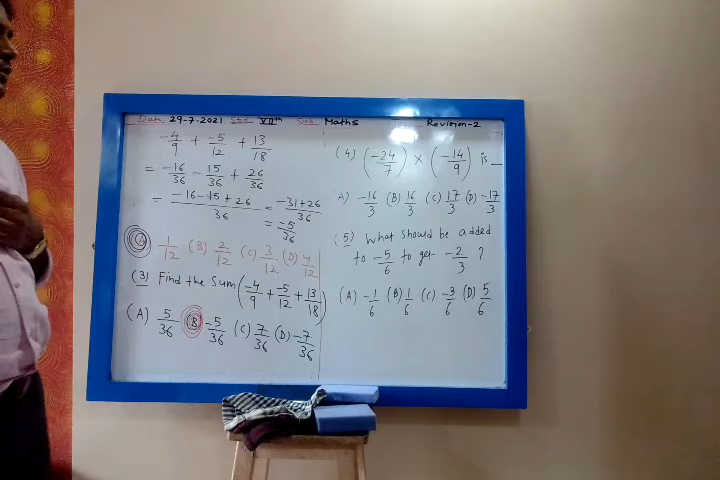 Date 29-7-2021 Std VIIth Sub Maths Revision-2
-4/9 + -5/12 + 13/18
= -16/36 - 15/36 + 26/36
= -16-15+26/36 = -31+26/36
= -5/36
1/12 (B) 2/12 (C) 3/12 (D) 4/12
(3) Find the Sum (-4/9 + -5/12 + 13/18)
(A) 5/36 (B) -5/36 (C) 7/36 (D) -7/36
(4) (-24/7) × (-14/9) is __
A) -16/3 (B) 16/3 (C) 17/3 (D) -17/3
(5) What should be added
to -5/6 to get -2/3 ?
(A) -1/6 (B) 1/6 (C) -3/6 (D) 5/6